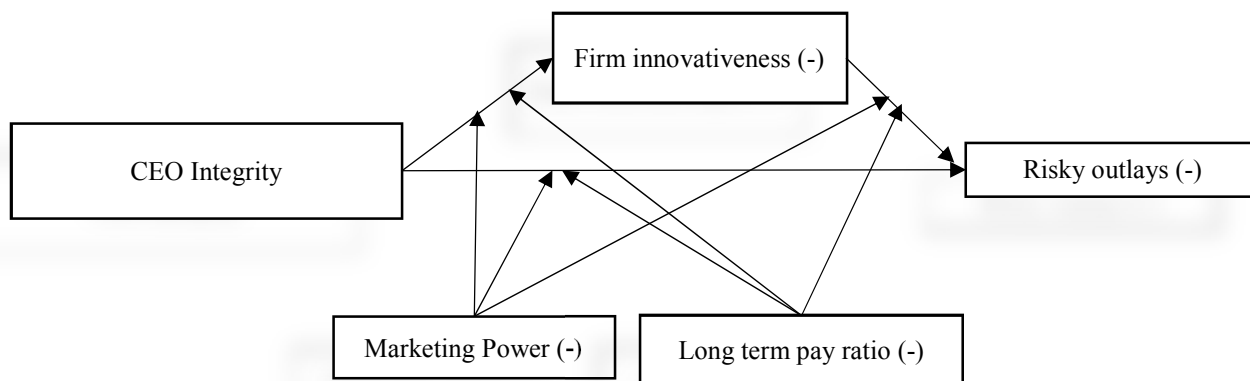 Firm innovativeness (-)
CEO Integrity
Risky outlays (-)
Marketing Power (-)
Long term pay ratio (-)